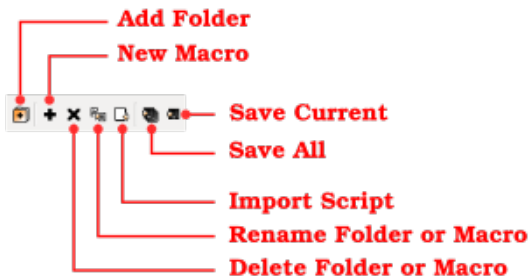 Add Folder
New Macro
Save Current
Save All
Import Script
Rename Folder or Macro
Delete Folder or Macro